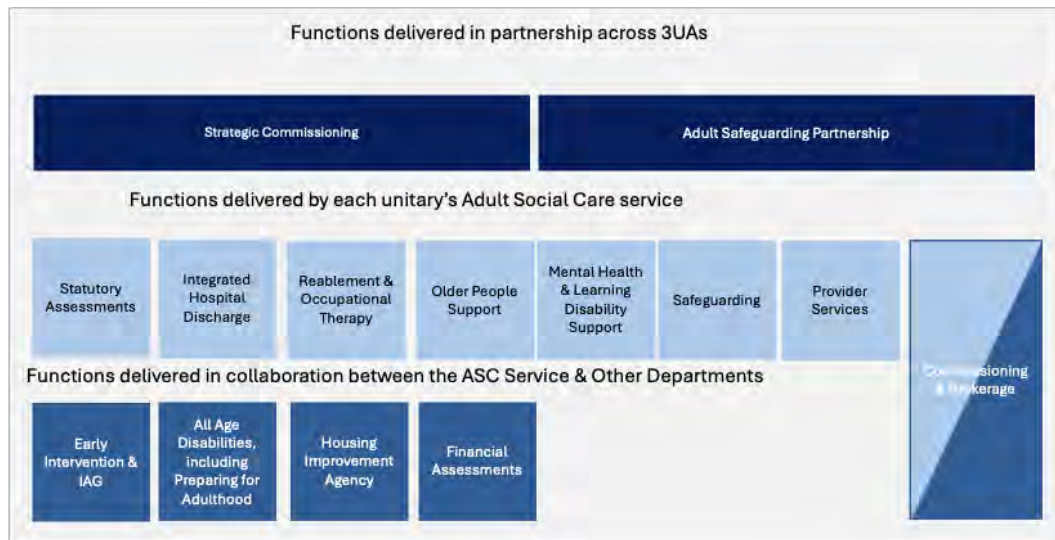 Functions delivered in partnership across 3UAs
Strategic Commissioning
Adult Safeguarding Partnership
Functions delivered by each unitary's Adult Social Care service
Statutory
Assessments
Integrated
Hospital
Discharge
Reablement &
Occupational
Therapy
Older People
Support
Mental Health
& Learning
Disability
Support
Safeguarding
Provider
Services
Commissioning
& Brokerage
Functions delivered in collaboration between the ASC Service & Other Departments
Early
Intervention &
IAG
All Age
Disabilities,
including
Preparing for
Adulthood
Housing
Improvement
Agency
Financial
Assessments